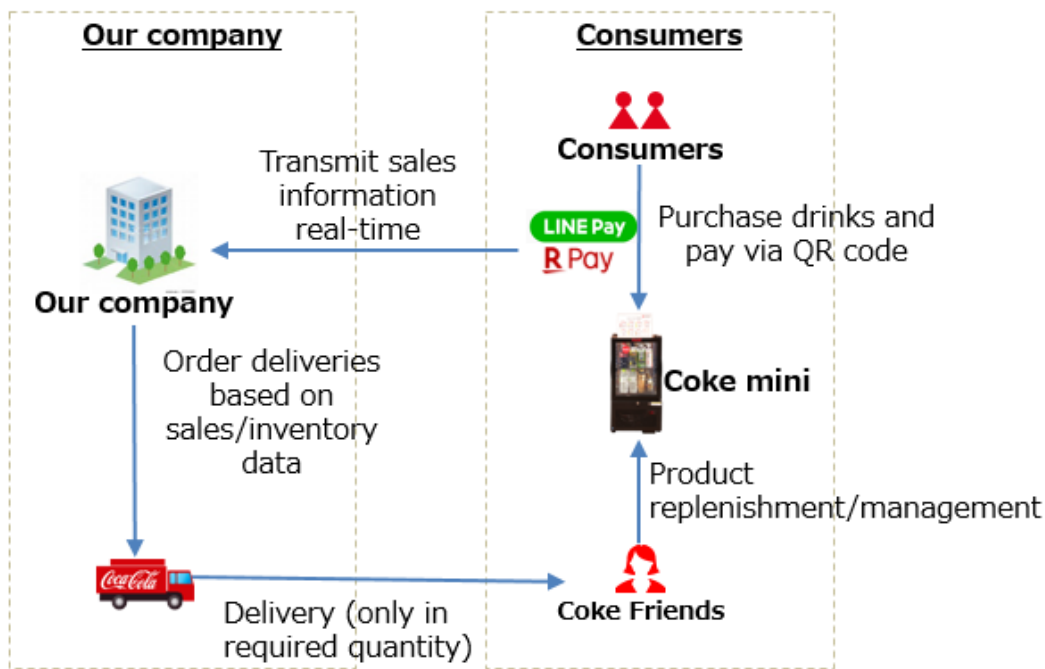 Our company
Consumers
Consumers
Transmit sales
information
real-time
LINE Pay
R Pay
Purchase drinks and
pay via QR code
Our company
Coke mini
Order deliveries
based on
sales/inventory
data
Product
replenishment/management
Coca-Cola
Delivery (only in
required quantity)
Coke Friends